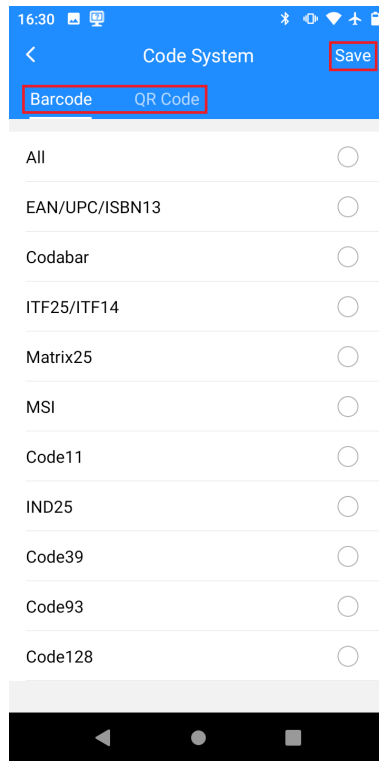 16:30
Code System Save
Barcode QR Code
All
EAN/UPC/ISBN13
Codabar
ITF25/ITF14
Matrix25
MSI
Code11
IND25
Code39
Code93
Code128